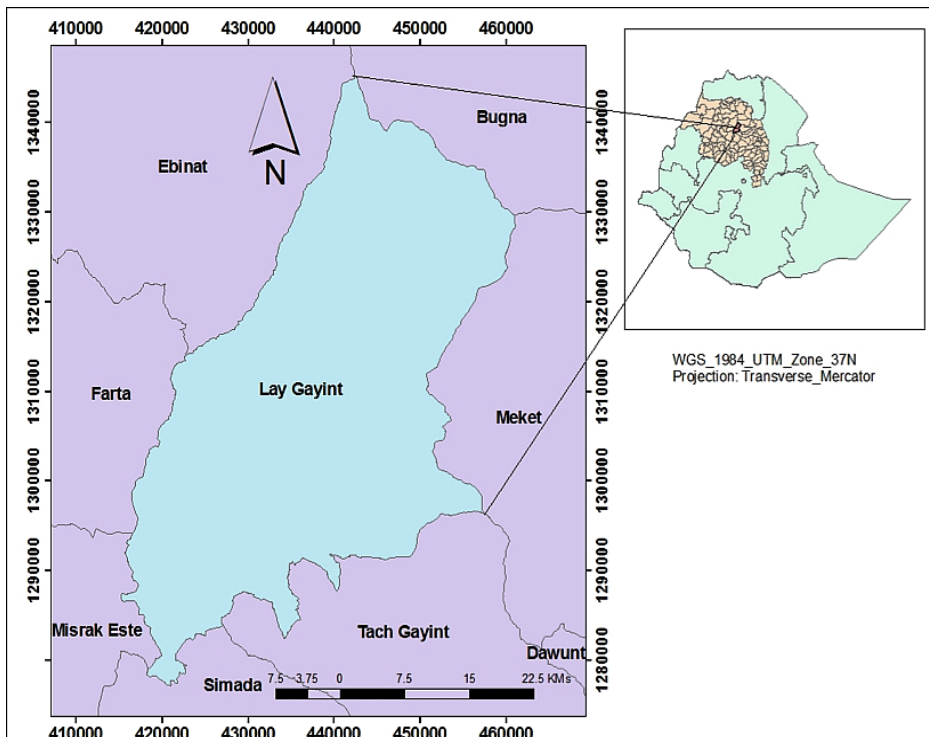 410000 420000 430000 440000 450000 460000
1340000 1330000 1320000 1310000 1300000 1290000 1280000
N
Bugna
Ebinat
Lay Gayint
Farta
Meket
Misrak Este
Tach Gayint
Dawunt
Simada
7.5 3.75 0 7.5 15 22.5 KMs
1340000 1330000 1320000 1310000 1300000 1290000 1280000
410000 420000 430000 440000 450000 460000
WGS_1984_UTM_Zone_37N
Projection: Transverse_Mercator